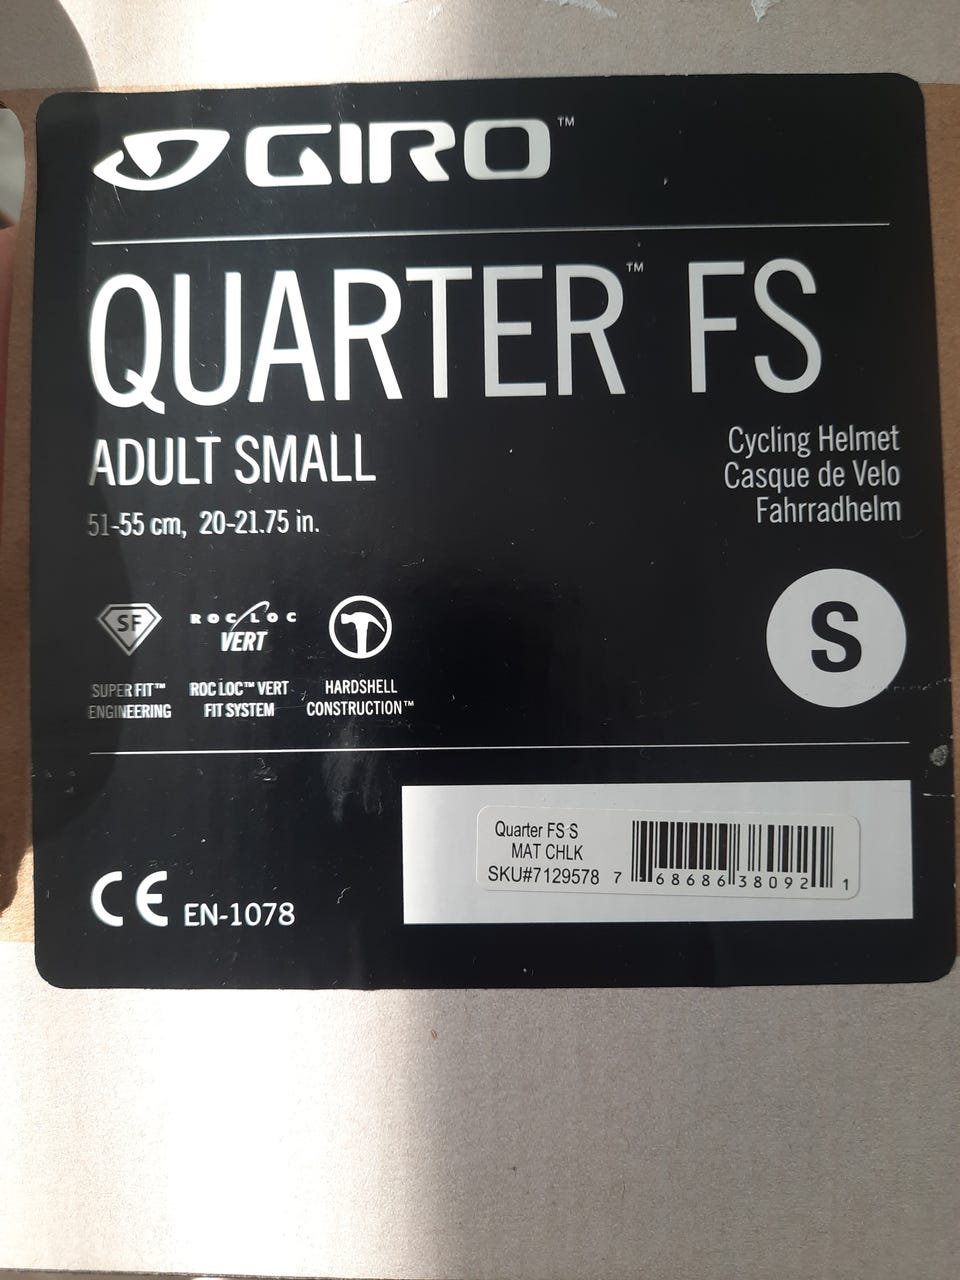 GIRO™
QUARTER™ FS
ADULT SMALL
51-55 cm, 20-21.75 in.
Cycling Helmet
Casque de Velo
Fahrradhelm
SF
ROC LOC
VERT
S
SUPER FIT™
ENGINEERING
ROC LOC™ VERT
FIT SYSTEM
HARDSHELL
CONSTRUCTION™
Quarter FS S
MAT CHLK
SKU#7129578
7 68686 38092 1
CE EN-1078